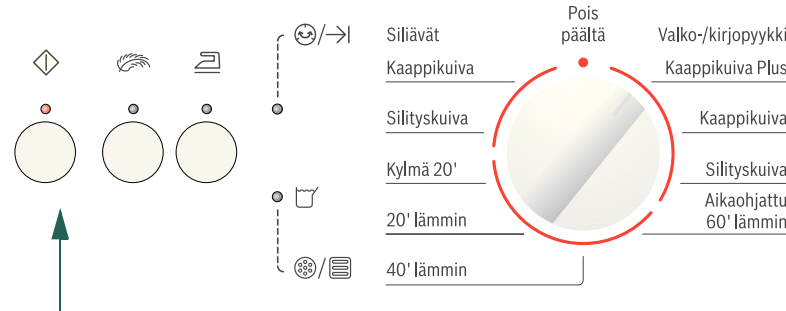 Pois
päältä
Siliävät
Valko-/kirjopyykki
Kaappikuiva
Kaappikuiva Plus
Silityskuiva
Kaappikuiva
Kylmä 20'
Silityskuiva
20' lämmin
Aikaohjattu
60' lämmin
40' lämmin